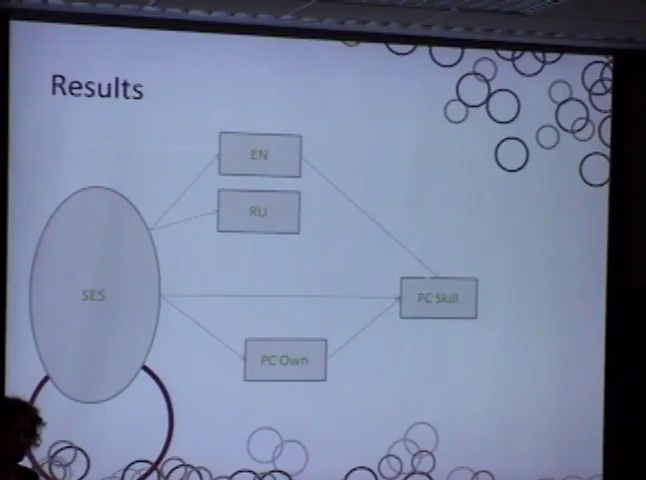 Results
EN
RU
SES
PC Skill
PC Own